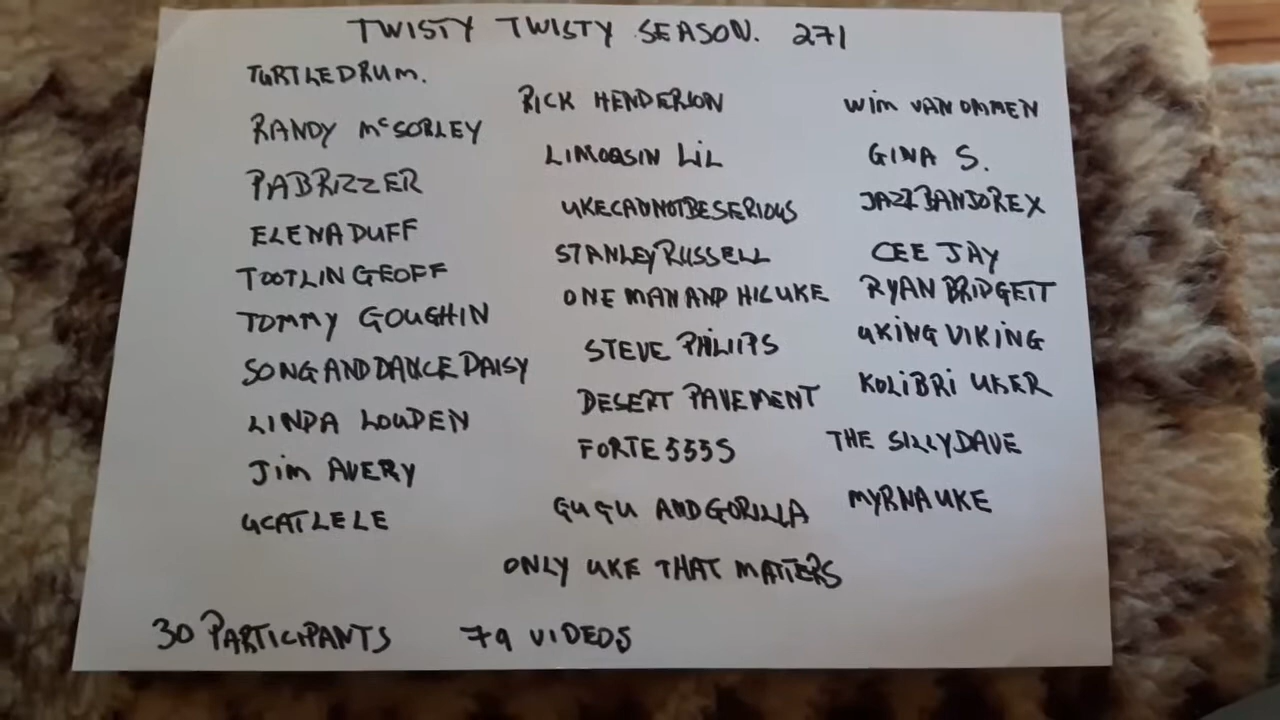 TWISTY TWISTY SEASON. 271
TURTLEDRUM.
RANDY McSORLEY
PABRIZZER
ELENADUFF
TOOTLINGEOFF
TOMMY GOUGHIN
SONGANDDANCEDAISY
LINDA LOUDEN
JIM AVERY
UCATLELE
RICK HENDERSON
LIMOUSIN LIL
UKECANNOTBESERIOUS
STANLEYRUSSELL
ONE MAN AND HIS UKE
STEVE PHILIPS
DESERT PAVEMENT
FORTE5555
GUGU AND GORILLA
WIM VAN OMMEN
GINA S.
JAZZBANJOREX
CEE JAY
RYAN BRIDGETT
UKING VIKING
KOLIBRI UKER
THE SILLYDAVE
MYRNAUKE
ONLY UKE THAT MATTERS
30 PARTICIPANTS 79 VIDEOS